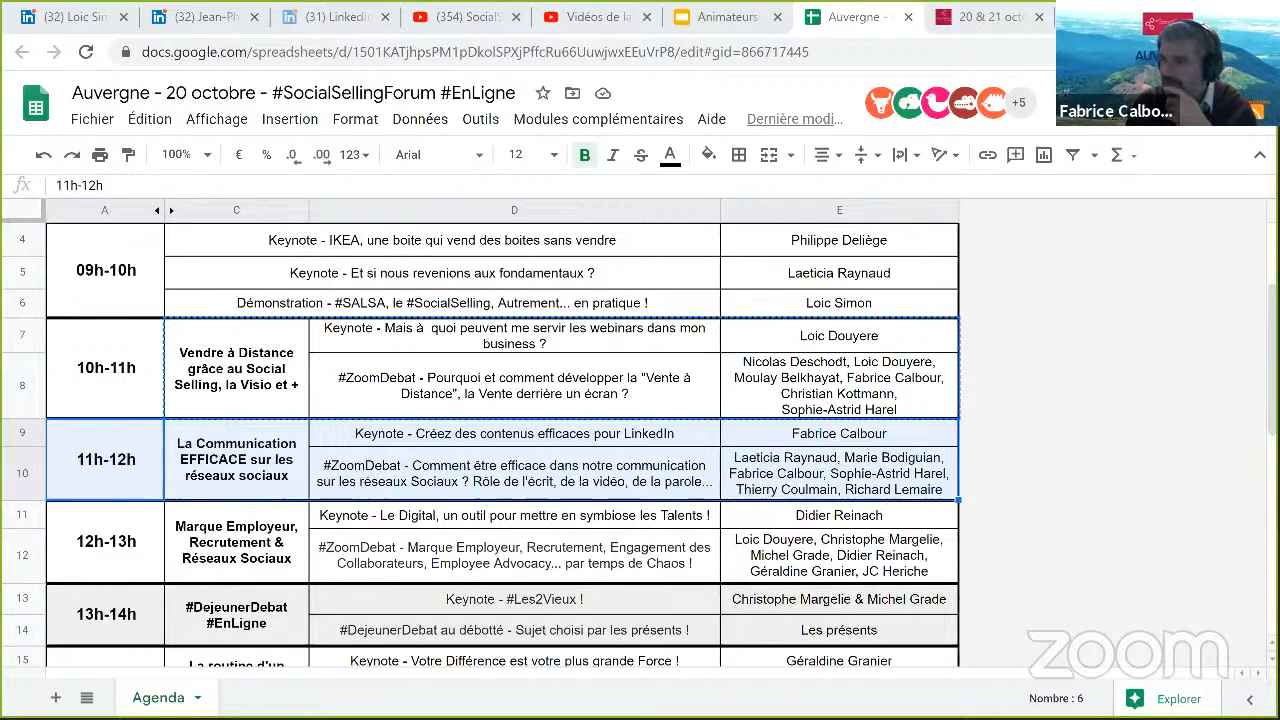 (32) Loic Sim
(32) Jean-Ph
(31) LinkedIn
(354) SocialS
Vidéos de la
Animateurs
Auvergne - 2
20 & 21 oct
docs.google.com/spreadsheets/d/1501KATjhpsPM1pDkolSPXjPffcRu66UuwjwxEEuVrP8/edit#gid=866717445
Auvergne - 20 octobre - #SocialSellingForum #EnLigne
Fichier Édition Affichage Insertion Format Données Outils Modules complémentaires Aide Dernière modi...
+5
Fabrice Calbo...
100% € % .0 .00 123 Arial 12 B I S A
fx 11h-12h
A C D E
4 Keynote - IKEA, une boite qui vend des boites sans vendre Philippe Deliège
09h-10h
5 Keynote - Et si nous revenions aux fondamentaux ? Laeticia Raynaud
6 Démonstration - #SALSA, le #SocialSelling, Autrement... en pratique ! Loic Simon
7 Keynote - Mais à quoi peuvent me servir les webinars dans mon
business ?
Loic Douyere
10h-11h
Vendre à Distance
grâce au Social
Selling, la Visio et +
8 #ZoomDebat - Pourquoi et comment développer la "Vente à
Distance", la Vente derrière un écran ?
Nicolas Deschodt, Loic Douyere,
Moulay Belkhayat, Fabrice Calbour,
Christian Kottmann,
Sophie-Astrid Harel
9 Keynote - Créez des contenus efficaces pour LinkedIn Fabrice Calbour
11h-12h
La Communication
EFFICACE sur les
réseaux sociaux
10 #ZoomDebat - Comment être efficace dans notre communication
sur les réseaux Sociaux ? Rôle de l'écrit, de la vidéo, de la parole...
Laeticia Raynaud, Marie Bodiguian,
Fabrice Calbour, Sophie-Astrid Harel,
Thierry Coulmain, Richard Lemaire
11 Keynote - Le Digital, un outil pour mettre en symbiose les Talents ! Didier Reinach
12h-13h
Marque Employeur,
Recrutement &
Réseaux Sociaux
12 #ZoomDebat - Marque Employeur, Recrutement, Engagement des
Collaborateurs, Employee Advocacy... par temps de Chaos !
Loic Douyere, Christophe Margelie,
Michel Grade, Didier Reinach,
Géraldine Granier, JC Heriche
13 Keynote - #Les2Vieux ! Christophe Margelie & Michel Grade
13h-14h
#DejeunerDebat
#EnLigne
14 #DejeunerDebat au débotté - Sujet choisi par les présents ! Les présents
15 La routine d'un Keynote - Votre Différence est votre plus grande Force ! Géraldine Granier
zoom
Agenda
Nombre : 6
Explorer